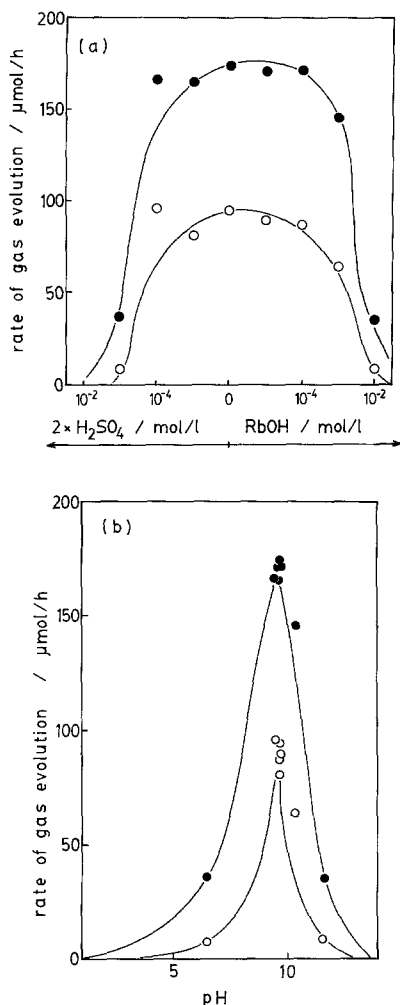 (a)
rate of gas evolution / μmol/h
200
150
100
50
0
10⁻² 10⁻⁴ 0 10⁻⁴ 10⁻²
2× H₂SO₄ / mol/l RbOH / mol/l
(b)
rate of gas evolution / μmol/h
200
150
100
50
0
5 10
pH